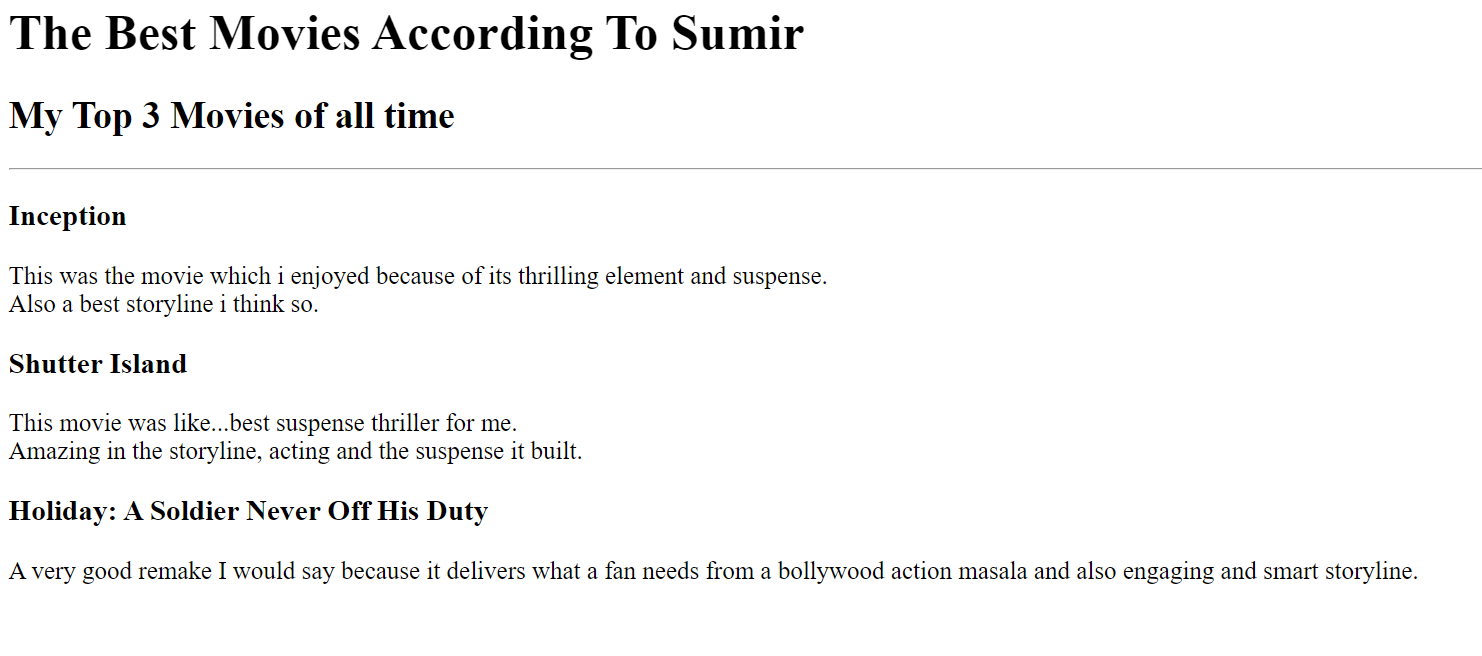 The Best Movies According To Sumir
My Top 3 Movies of all time
Inception
This was the movie which i enjoyed because of its thrilling element and suspense.
Also a best storyline i think so.
Shutter Island
This movie was like...best suspense thriller for me.
Amazing in the storyline, acting and the suspense it built.
Holiday: A Soldier Never Off His Duty
A very good remake I would say because it delivers what a fan needs from a bollywood action masala and also engaging and smart storyline.